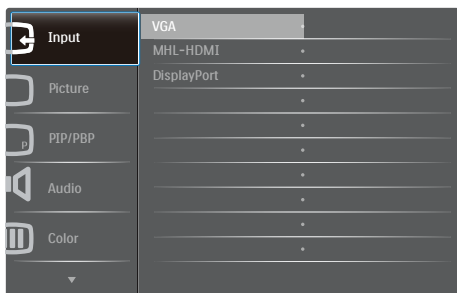 Input
Picture
P
PIP/PBP
Audio
Color
VGA
MHL-HDMI
DisplayPort